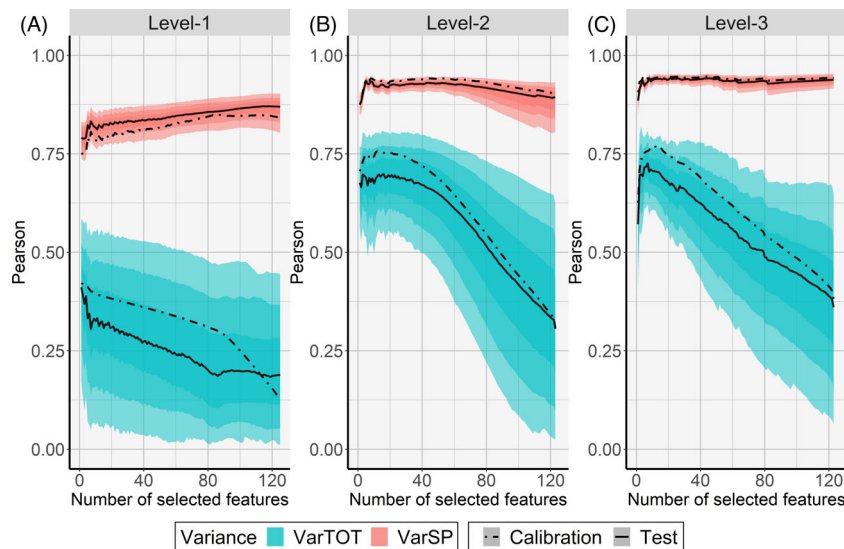 (A) Level-1 (B) Level-2 (C) Level-3
1.00 1.00 1.00
0.75 0.75 0.75
Pearson Pearson Pearson
0.50 0.50 0.50
0.25 0.25 0.25
0.00 0.00 0.00
0 40 80 120 0 40 80 120 0 40 80 120
Number of selected features Number of selected features Number of selected features
Variance VarTOT VarSP Calibration Test